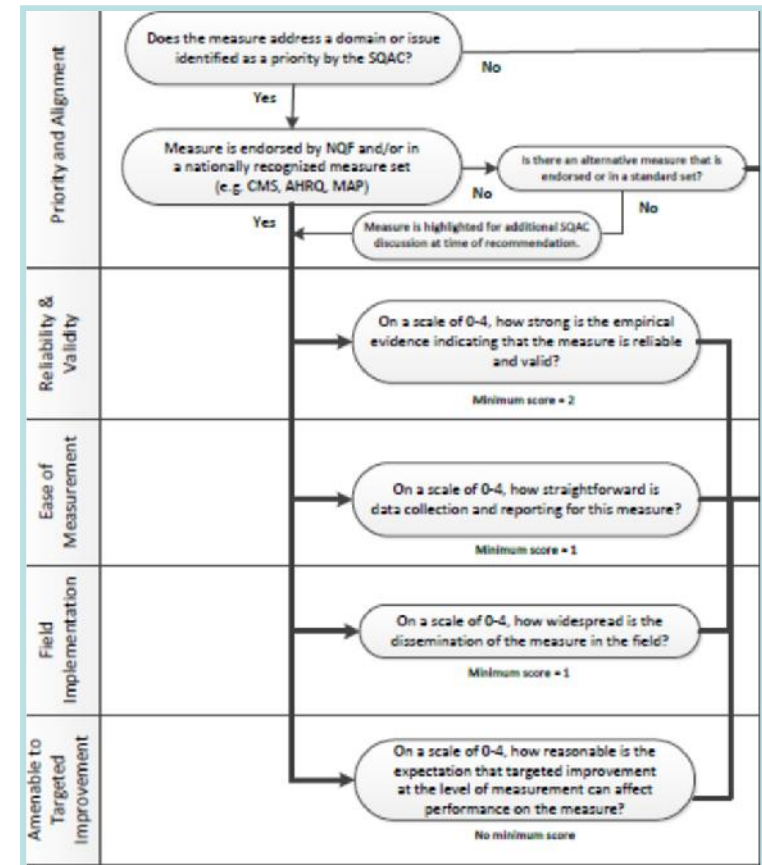 Priority and Alignment
Does the measure address a domain or issue
identified as a priority by the SQAC?
No
Yes
Measure is endorsed by NQF and/or in
a nationally recognized measure set
(e.g. CMS, AHRQ, MAP)
No
Is there an alternative measure that is
endorsed or in a standard set?
No
Yes
Measure is highlighted for additional SQAC
discussion at time of recommendation.
Reliability &
Validity
On a scale of 0-4, how strong is the empirical
evidence indicating that the measure is reliable
and valid?
Minimum score = 2
Ease of
Measurement
On a scale of 0-4, how straightforward is
data collection and reporting for this measure?
Minimum score = 1
Field
Implementation
On a scale of 0-4, how widespread is the
dissemination of the measure in the field?
Minimum score = 1
Amenable to
Targeted
Improvement
On a scale of 0-4, how reasonable is the
expectation that targeted improvement
at the level of measurement can affect
performance on the measure?
No minimum score